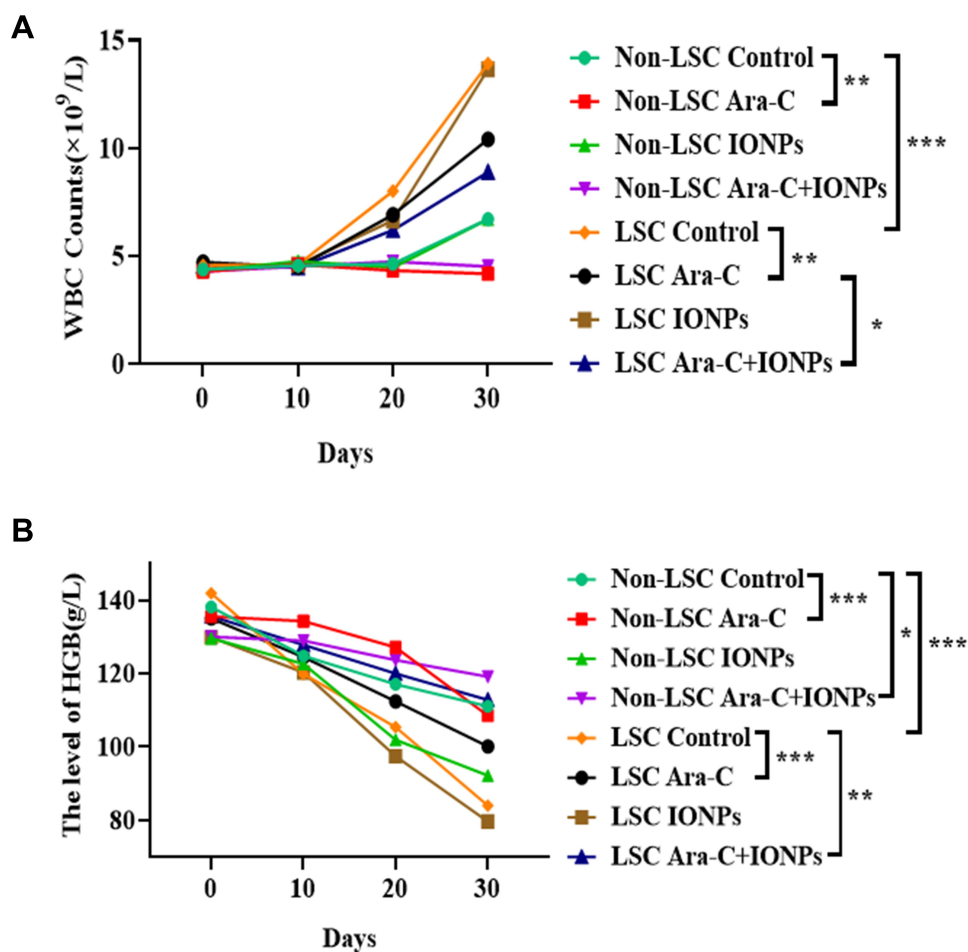 A
15
10
5
0
WBC Counts(×10⁹/L)
0 10 20 30
Days
Non-LSC Control
Non-LSC Ara-C
Non-LSC IONPs
Non-LSC Ara-C+IONPs
LSC Control
LSC Ara-C
LSC IONPs
LSC Ara-C+IONPs
**
***
**
*
B
140
120
100
80
The level of HGB(g/L)
0 10 20 30
Days
Non-LSC Control
Non-LSC Ara-C
Non-LSC IONPs
Non-LSC Ara-C+IONPs
LSC Control
LSC Ara-C
LSC IONPs
LSC Ara-C+IONPs
***
*
***
***
**